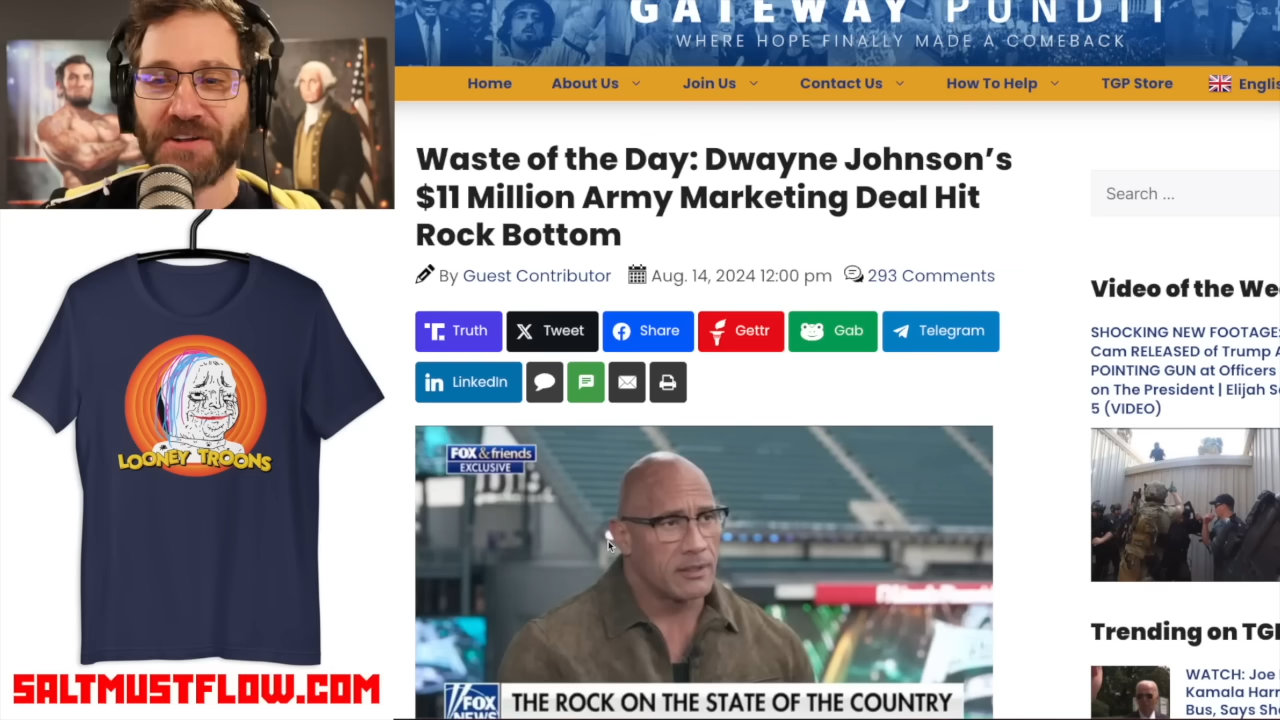 GATEWAY PUNDIT
WHERE HOPE FINALLY MADE A COMEBACK
Home About Us Join Us Contact Us How To Help TGP Store Englis
Waste of the Day: Dwayne Johnson's
$11 Million Army Marketing Deal Hit
Rock Bottom
By Guest Contributor Aug. 14, 2024 12:00 pm 293 Comments
Truth Tweet Share Gettr Gab Telegram
LinkedIn
FOX & friends
EXCLUSIVE
FOX
NEWS
THE ROCK ON THE STATE OF THE COUNTRY
Search ...
Video of the We
SHOCKING NEW FOOTAGE:
Cam RELEASED of Trump A
POINTING GUN at Officers
on The President | Elijah S
5 (VIDEO)
Trending on TG
WATCH: Joe
Kamala Harr
Bus, Says Sh
LOONEY TROONS
SALTMUSTFLOW.COM